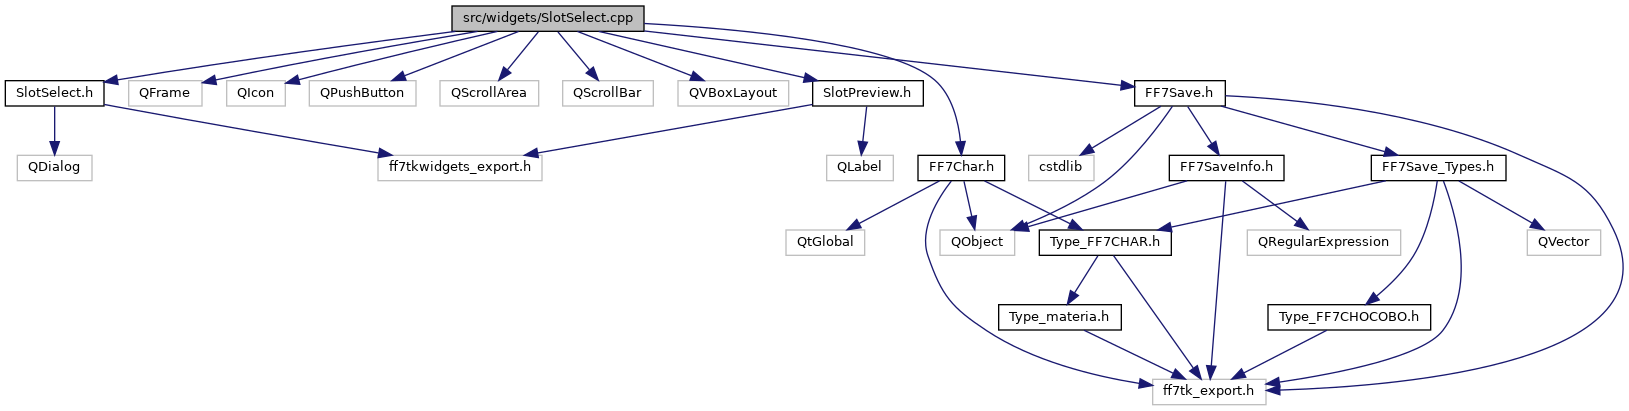 src/widgets/SlotSelect.cpp
SlotSelect.h
QFrame
QIcon
QPushButton
QScrollArea
QScrollBar
QVBoxLayout
SlotPreview.h
FF7Save.h
QDialog
ff7tkwidgets_export.h
QLabel
FF7Char.h
cstdlib
FF7SaveInfo.h
FF7Save_Types.h
QtGlobal
QObject
Type_FF7CHAR.h
QRegularExpression
QVector
Type_materia.h
Type_FF7CHOCOBO.h
ff7tk_export.h